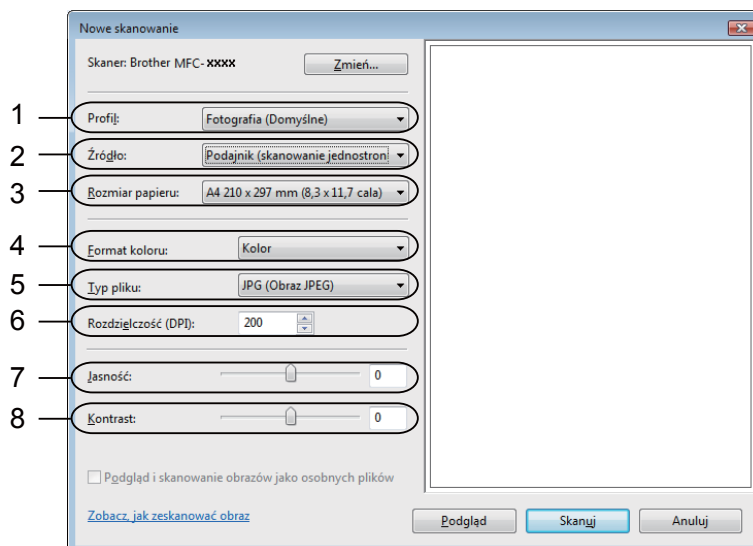 Nowe skanowanie
Skaner: Brother MFC-xxxx
Zmień...
1 Profil: Fotografia (Domyślne)
2 Źródło: Podajnik (skanowanie jednostron
3 Rozmiar papieru: A4 210 x 297 mm (8,3 x 11,7 cala)
4 Format koloru: Kolor
5 Typ pliku: JPG (Obraz JPEG)
6 Rozdzielczość (DPI): 200
7 Jasność: 0
8 Kontrast: 0
Podgląd i skanowanie obrazów jako osobnych plików
Zobacz, jak zeskanować obraz
Podgląd Skanuj Anuluj